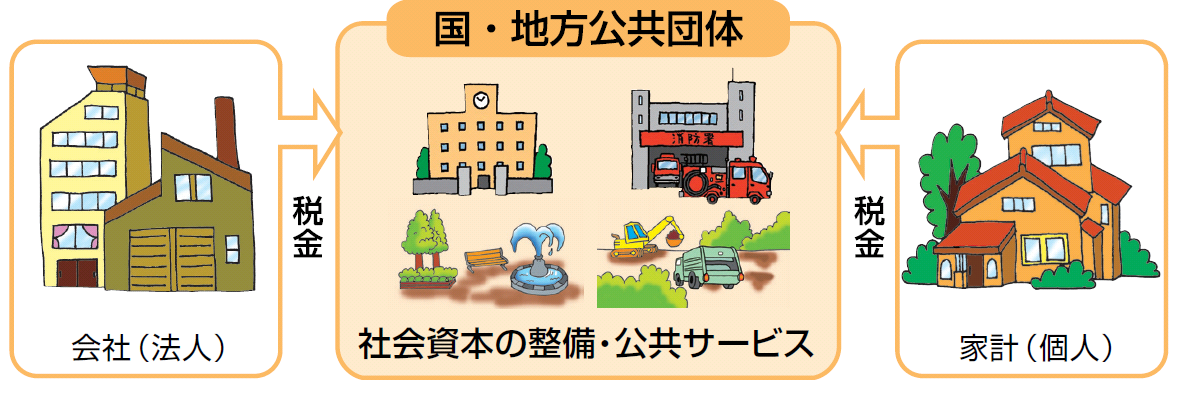 国・地方公共団体
消防署
税金
税金
社会資本の整備・公共サービス
会社（法人）
家計（個人）